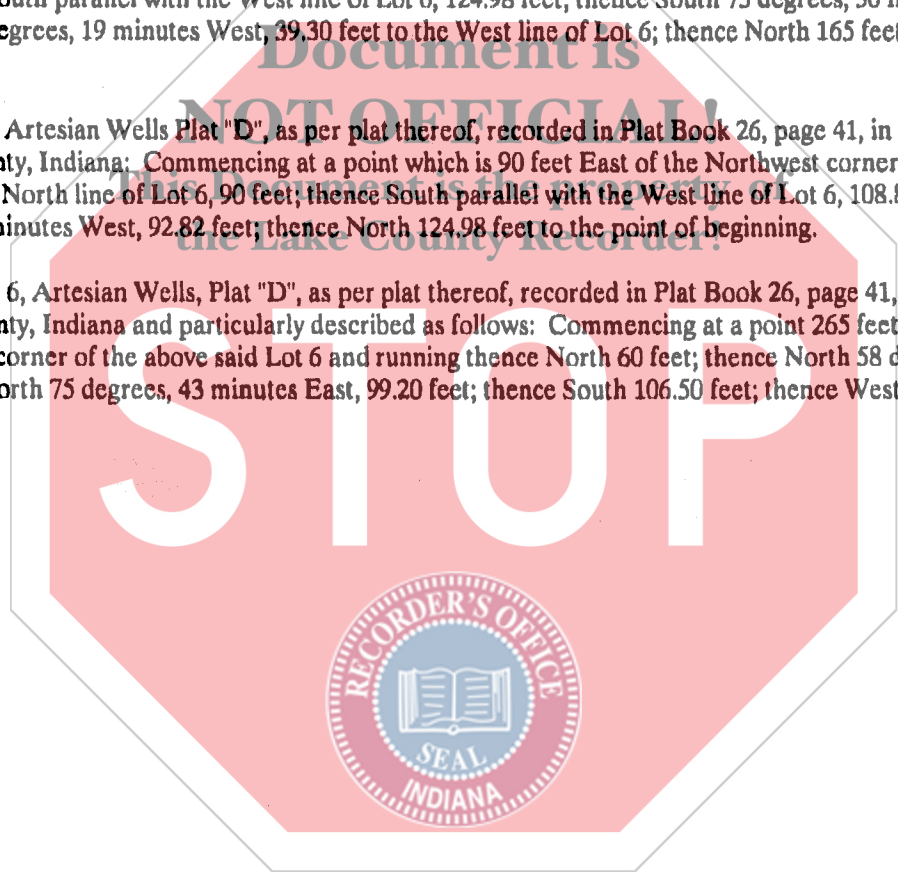 outh parallel with the West line of Lot 6, 124.98 feet; thence South 75 degrees, 30
egrees, 19 minutes West, 39.30 feet to the West line of Lot 6; thence North 165 feet
Document is
NOT OFFICIAL!
Artesian Wells Plat "D", as per plat thereof, recorded in Plat Book 26, page 41, in
nty, Indiana; Commencing at a point which is 90 feet East of the Northwest corner
This Document is the property of
North line of Lot 6, 90 feet; thence South parallel with the West line of Lot 6, 108.8
inutes West, 92.82 feet; thence North 124.98 feet to the point of beginning.
the Lake County Recorder!
6, Artesian Wells, Plat "D", as per plat thereof, recorded in Plat Book 26, page 41,
nty, Indiana and particularly described as follows: Commencing at a point 265 feet
corner of the above said Lot 6 and running thence North 60 feet; thence North 58 d
orth 75 degrees, 43 minutes East, 99.20 feet; thence South 106.50 feet; thence West
STOP
RECORDER'S OFFICE
SEAL
INDIANA